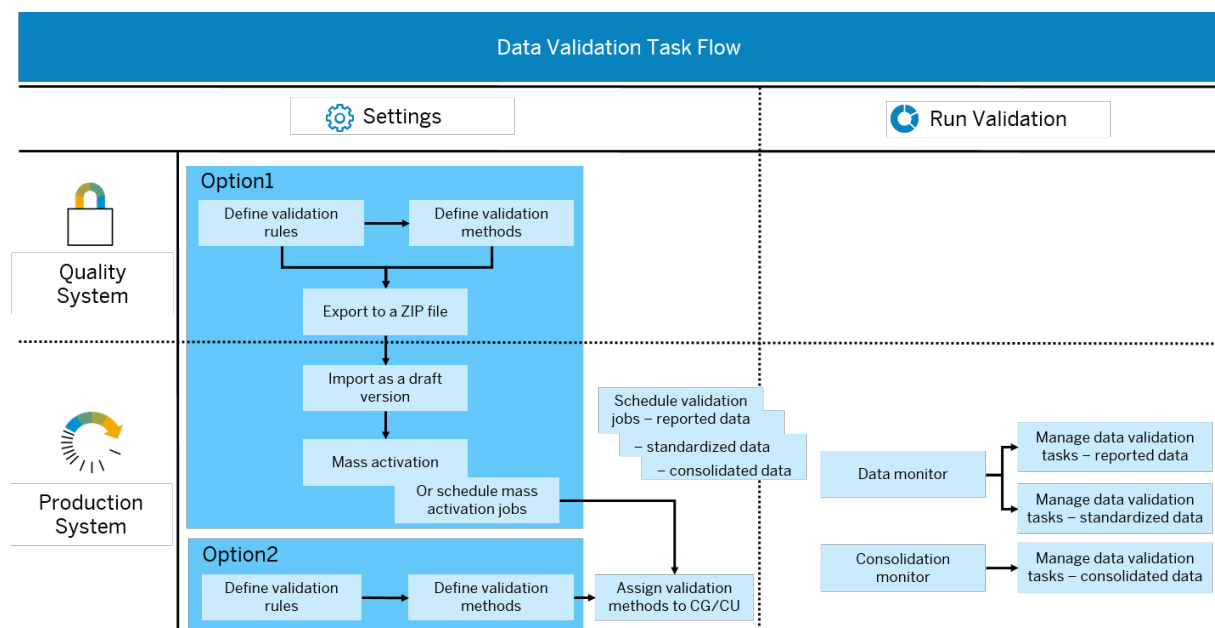 Data Validation Task Flow
Settings
Run Validation
Quality
System
Option1
Define validation
rules
Define validation
methods
Export to a ZIP file
Production
System
Import as a draft
version
Mass activation
Or schedule mass
activation jobs
Schedule validation
jobs – reported data
– standardized data
– consolidated data
Option2
Define validation
rules
Define validation
methods
Assign validation
methods to CG/CU
Data monitor
Manage data validation
tasks – reported data
Manage data validation
tasks – standardized data
Consolidation
monitor
Manage data validation
tasks – consolidated data